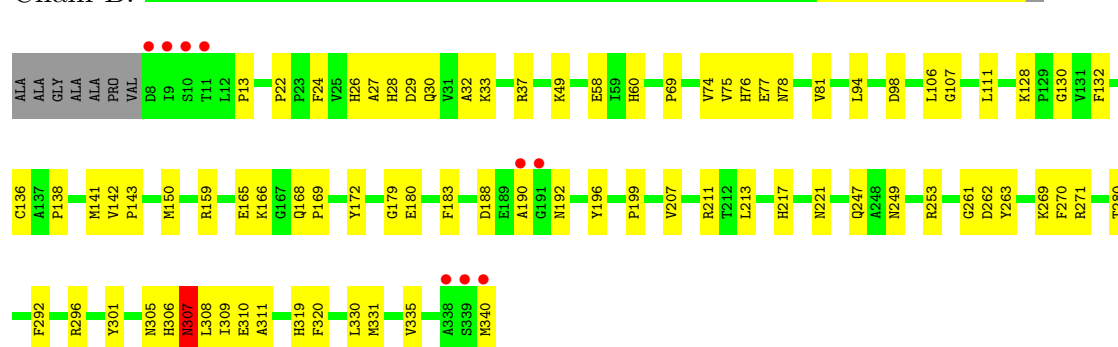 ALA ALA GLY ALA ALA PRO VAL D8 I9 S10 T11 L12 P13 P22 P23 F24 V25 H26 A27 H28 D29 Q30 V31 A32 K33 R37 K49 E58 I59 H60 P69 V74 V75 H76 E77 N78 V81 L94 D98 L106 G107 L111 K128 P129 G130 V131 F132
C136 A137 P138 M141 V142 P143 M150 R159 E165 K166 G167 Q168 P169 Y172 G179 E180 F183 D188 E189 A190 G191 N192 Y196 P199 V207 R211 T212 L213 H217 N221 Q247 A248 N249 R253 G261 D262 Y263 K269 F270 R271 T280
F292 R296 Y301 N305 H306 N307 L308 I309 E310 A311 H319 F320 L330 M331 V335 A338 S339 M340